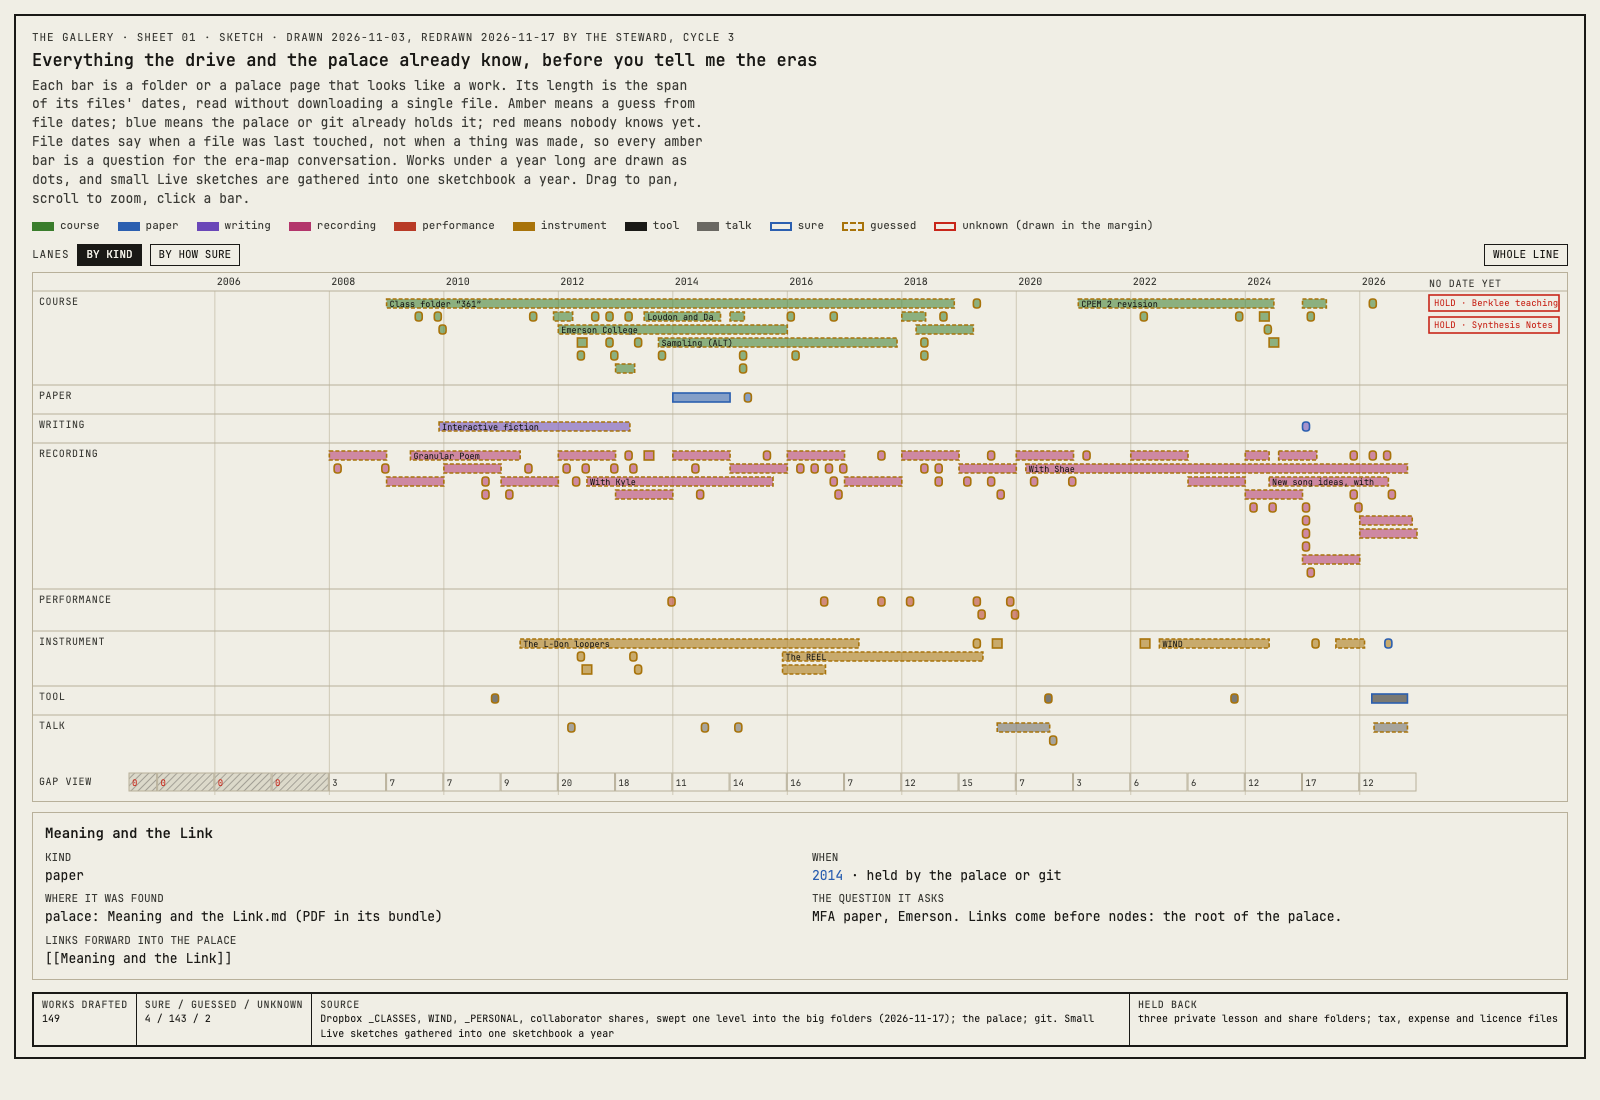 THE GALLERY · SHEET 01 · SKETCH · DRAWN 2026-11-03, REDRAWN 2026-11-17 BY THE STEWARD, CYCLE 3
Everything the drive and the palace already know, before you tell me the eras
Each bar is a folder or a palace page that looks like a work. Its length is the span
of its files' dates, read without downloading a single file. Amber means a guess from
file dates; blue means the palace or git already holds it; red means nobody knows yet.
File dates say when a file was last touched, not when a thing was made, so every amber
bar is a question for the era-map conversation. Works under a year long are drawn as
dots, and small Live sketches are gathered into one sketchbook a year. Drag to pan,
scroll to zoom, click a bar.
course paper writing recording performance instrument tool talk sure guessed unknown (drawn in the margin)
LANES BY KIND BY HOW SURE WHOLE LINE
2006 2008 2010 2012 2014 2016 2018 2020 2022 2024 2026 NO DATE YET
COURSE
Class folder "361" CPEM 2 revision
HOLD · Berklee teaching
Loudon and Da
HOLD · Synthesis Notes
Emerson College
Sampling (ALT)
PAPER
WRITING
Interactive fiction
RECORDING
Granular Poem
With Shae
With Kyle New song ideas, with
PERFORMANCE
INSTRUMENT
The L-Don loopers WIND
The REEL
TOOL
TALK
GAP VIEW 0 0 0 0 3 7 7 9 20 18 11 14 16 7 12 15 7 3 6 6 12 17 12
Meaning and the Link
KIND WHEN
paper 2014 · held by the palace or git
WHERE IT WAS FOUND THE QUESTION IT ASKS
palace: Meaning and the Link.md (PDF in its bundle) MFA paper, Emerson. Links come before nodes: the root of the palace.
LINKS FORWARD INTO THE PALACE
[[Meaning and the Link]]
WORKS DRAFTED SURE / GUESSED / UNKNOWN SOURCE HELD BACK
149 4 / 143 / 2 Dropbox _CLASSES, WIND, _PERSONAL, collaborator shares, swept one level into the big folders (2026-11-17); the palace; git. Small three private lesson and share folders; tax, expense and licence files
Live sketches gathered into one sketchbook a year